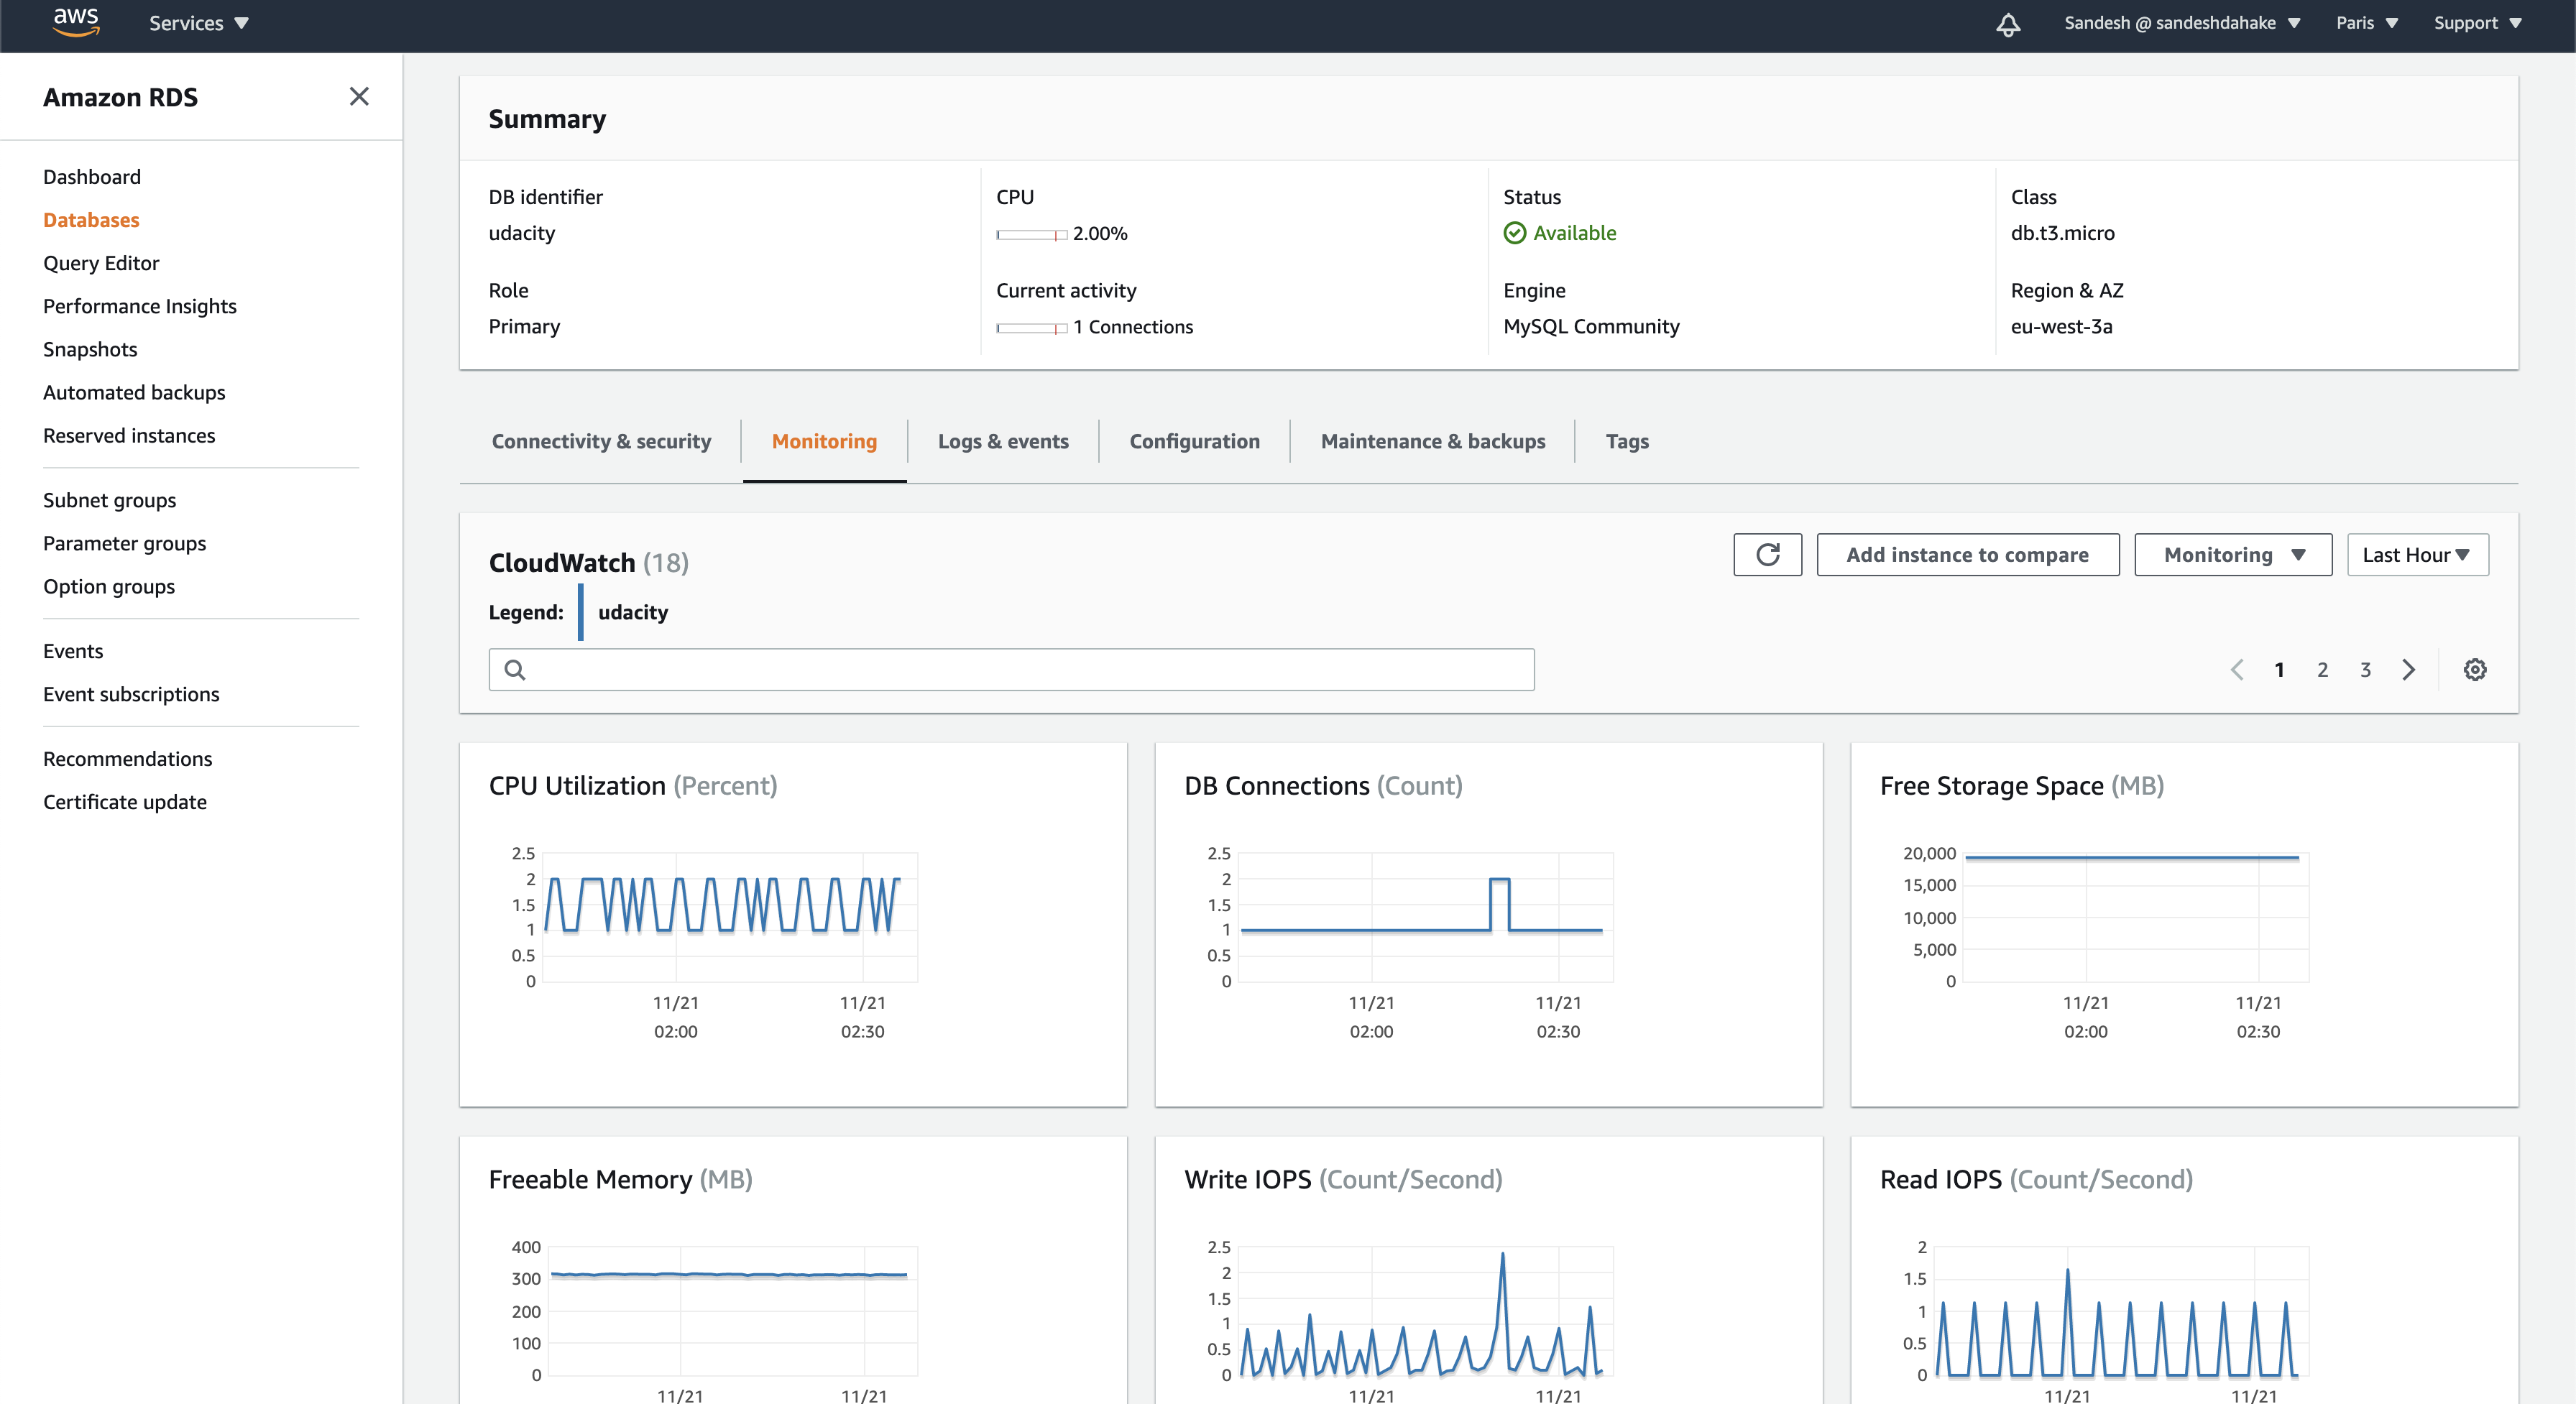 aws
Services
Sandesh @ sandeshdahake
Paris
Support
Amazon RDS
Dashboard
Databases
Query Editor
Performance Insights
Snapshots
Automated backups
Reserved instances
Subnet groups
Parameter groups
Option groups
Events
Event subscriptions
Recommendations
Certificate update
Summary
DB identifier
udacity
CPU
2.00%
Status
Available
Class
db.t3.micro
Role
Primary
Current activity
1 Connections
Engine
MySQL Community
Region & AZ
eu-west-3a
Connectivity & security
Monitoring
Logs & events
Configuration
Maintenance & backups
Tags
CloudWatch (18)
Add instance to compare
Monitoring
Last Hour
Legend: udacity
1 2 3
CPU Utilization (Percent)
2.5
2
1.5
1
0.5
0
11/21 11/21
02:00 02:30
DB Connections (Count)
2.5
2
1.5
1
0.5
0
11/21 11/21
02:00 02:30
Free Storage Space (MB)
20,000
15,000
10,000
5,000
0
11/21 11/21
02:00 02:30
Freeable Memory (MB)
400
300
200
100
0
11/21 11/21
Write IOPS (Count/Second)
2.5
2
1.5
1
0.5
0
11/21 11/21
Read IOPS (Count/Second)
2
1.5
1
0.5
0
11/21 11/21